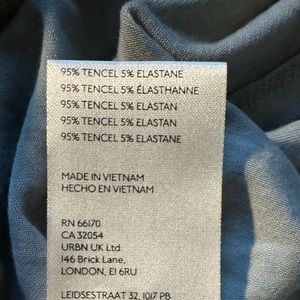 95% TENCEL 5% ELASTANE
95% TENCEL 5% ÉLASTHANNE
95% TENCEL 5% ELASTAN
95% TENCEL 5% ELASTAN
95% TENCEL 5% ELASTANE
MADE IN VIETNAM
HECHO EN VIETNAM
RN 66170
CA 32054
URBN UK Ltd.
146 Brick Lane,
LONDON, E1 6RU
LEIDSESTRAAT 32, 1017 PB